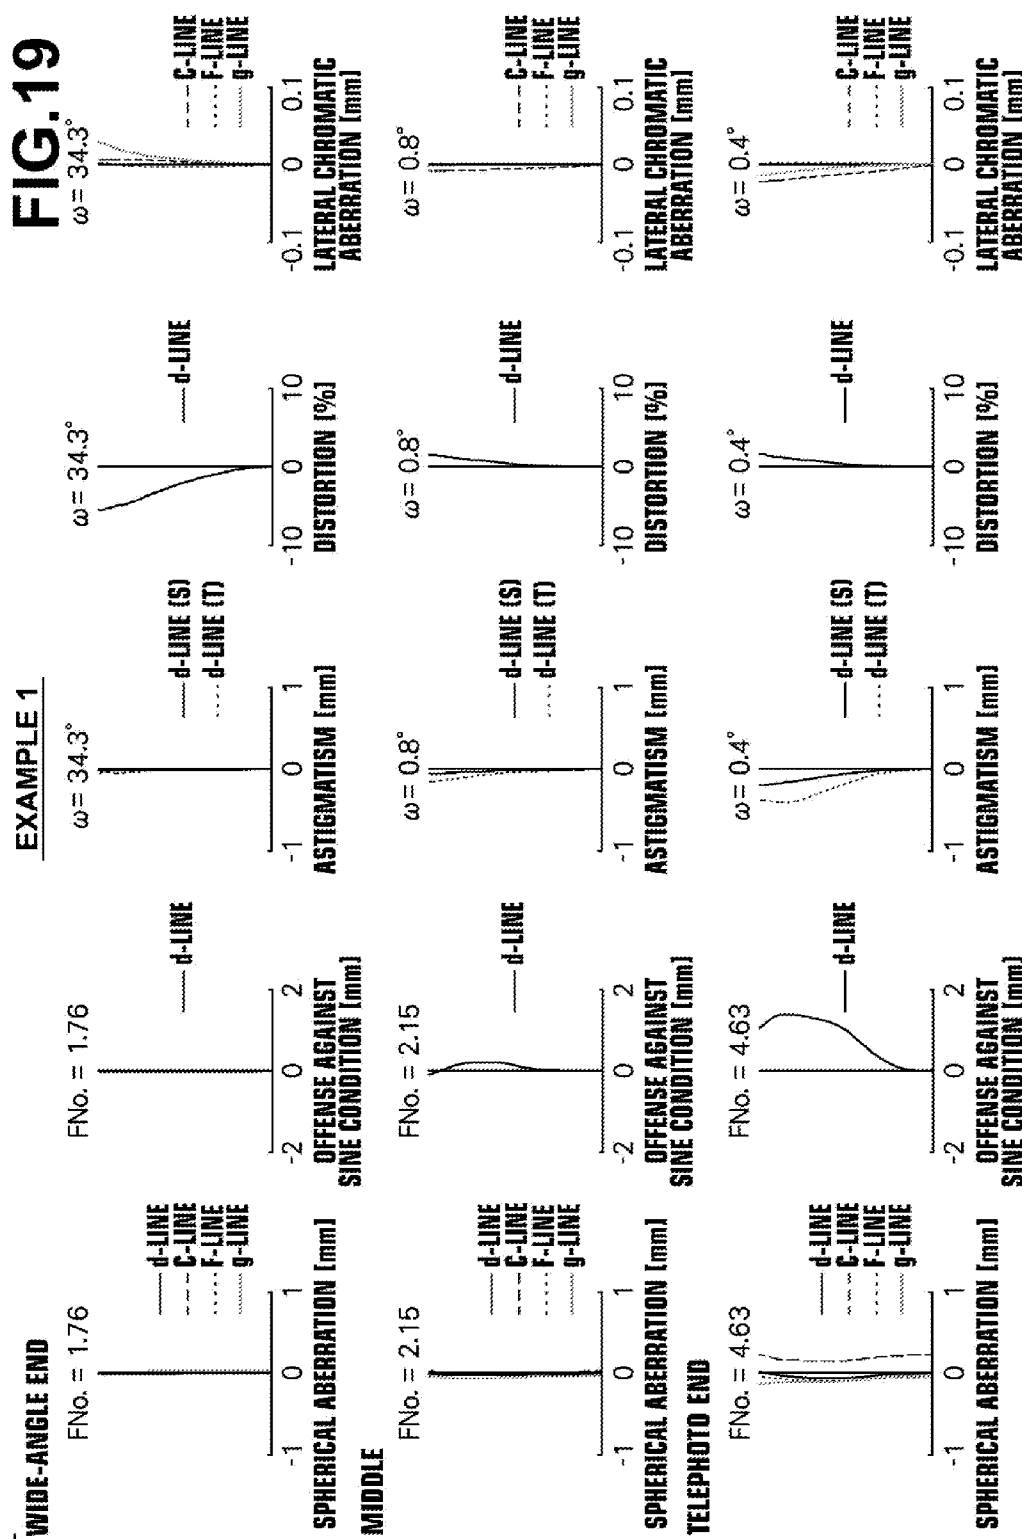 FIG.19
EXAMPLE 1
WIDE-ANGLE END
FNo. = 1.76
d-LINE
C-LINE
F-LINE
g-LINE
-1 0 1
SPHERICAL ABERRATION [mm]
FNo. = 1.76
d-LINE
-2 0 2
OFFENSE AGAINST
SINE CONDITION [mm]
ω = 34.3°
d-LINE (S)
d-LINE (T)
-1 0 1
ASTIGMATISM [mm]
ω = 34.3°
d-LINE
-10 0 10
DISTORTION [%]
ω = 34.3°
C-LINE
F-LINE
g-LINE
-0.1 0 0.1
LATERAL CHROMATIC
ABERRATION [mm]
MIDDLE
FNo. = 2.15
d-LINE
C-LINE
F-LINE
g-LINE
-1 0 1
SPHERICAL ABERRATION [mm]
FNo. = 2.15
d-LINE
-2 0 2
OFFENSE AGAINST
SINE CONDITION [mm]
ω = 0.8°
d-LINE (S)
d-LINE (T)
-1 0 1
ASTIGMATISM [mm]
ω = 0.8°
d-LINE
-10 0 10
DISTORTION [%]
ω = 0.8°
C-LINE
F-LINE
g-LINE
-0.1 0 0.1
LATERAL CHROMATIC
ABERRATION [mm]
TELEPHOTO END
FNo. = 4.63
d-LINE
C-LINE
F-LINE
g-LINE
-1 0 1
SPHERICAL ABERRATION [mm]
FNo. = 4.63
d-LINE
-2 0 2
OFFENSE AGAINST
SINE CONDITION [mm]
ω = 0.4°
d-LINE (S)
d-LINE (T)
-1 0 1
ASTIGMATISM [mm]
ω = 0.4°
d-LINE
-10 0 10
DISTORTION [%]
ω = 0.4°
C-LINE
F-LINE
g-LINE
-0.1 0 0.1
LATERAL CHROMATIC
ABERRATION [mm]